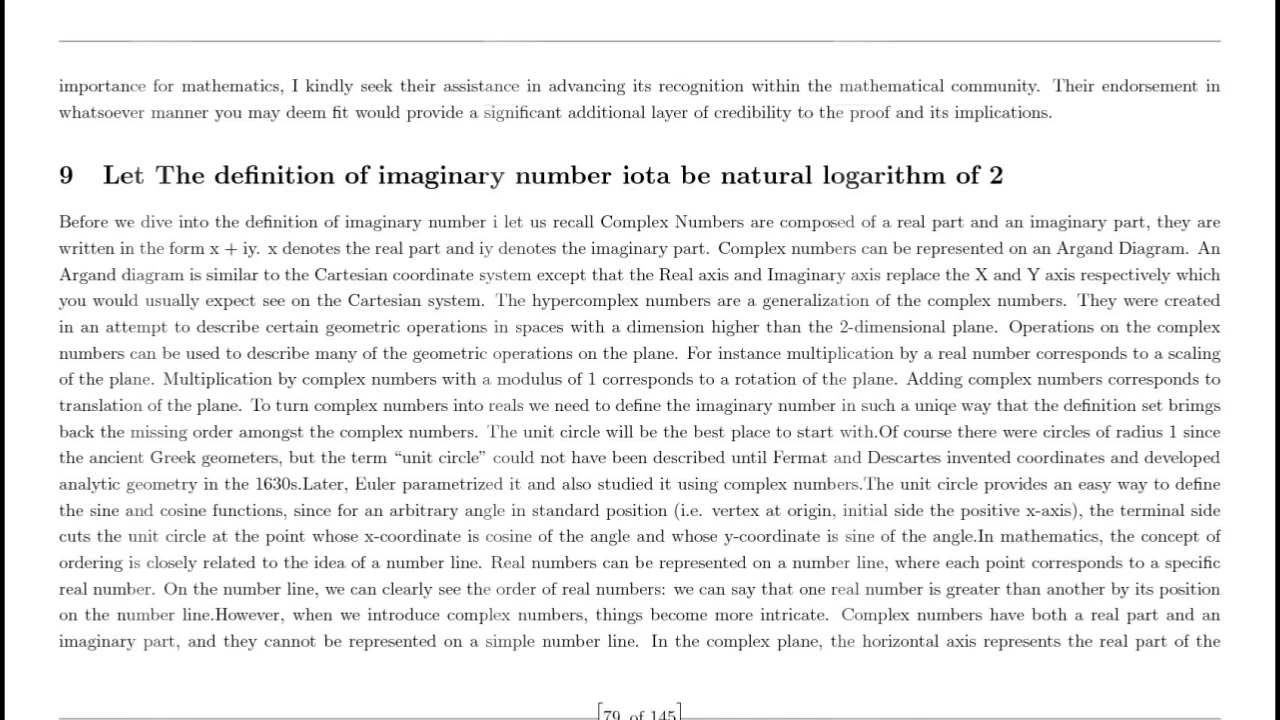 importance for mathematics, I kindly seek their assistance in advancing its recognition within the mathematical community. Their endorsement in
whatsoever manner you may deem fit would provide a significant additional layer of credibility to the proof and its implications.
9 Let The definition of imaginary number iota be natural logarithm of 2
Before we dive into the definition of imaginary number i let us recall Complex Numbers are composed of a real part and an imaginary part, they are
written in the form x + iy. x denotes the real part and iy denotes the imaginary part. Complex numbers can be represented on an Argand Diagram. An
Argand diagram is similar to the Cartesian coordinate system except that the Real axis and Imaginary axis replace the X and Y axis respectively which
you would usually expect see on the Cartesian system. The hypercomplex numbers are a generalization of the complex numbers. They were created
in an attempt to describe certain geometric operations in spaces with a dimension higher than the 2-dimensional plane. Operations on the complex
numbers can be used to describe many of the geometric operations on the plane. For instance multiplication by a real number corresponds to a scaling
of the plane. Multiplication by complex numbers with a modulus of 1 corresponds to a rotation of the plane. Adding complex numbers corresponds to
translation of the plane. To turn complex numbers into reals we need to define the imaginary number in such a uniqe way that the definition set brimgs
back the missing order amongst the complex numbers. The unit circle will be the best place to start with.Of course there were circles of radius 1 since
the ancient Greek geometers, but the term “unit circle” could not have been described until Fermat and Descartes invented coordinates and developed
analytic geometry in the 1630s.Later, Euler parametrized it and also studied it using complex numbers.The unit circle provides an easy way to define
the sine and cosine functions, since for an arbitrary angle in standard position (i.e. vertex at origin, initial side the positive x-axis), the terminal side
cuts the unit circle at the point whose x-coordinate is cosine of the angle and whose y-coordinate is sine of the angle.In mathematics, the concept of
ordering is closely related to the idea of a number line. Real numbers can be represented on a number line, where each point corresponds to a specific
real number. On the number line, we can clearly see the order of real numbers: we can say that one real number is greater than another by its position
on the number line.However, when we introduce complex numbers, things become more intricate. Complex numbers have both a real part and an
imaginary part, and they cannot be represented on a simple number line. In the complex plane, the horizontal axis represents the real part of the
79 of 145